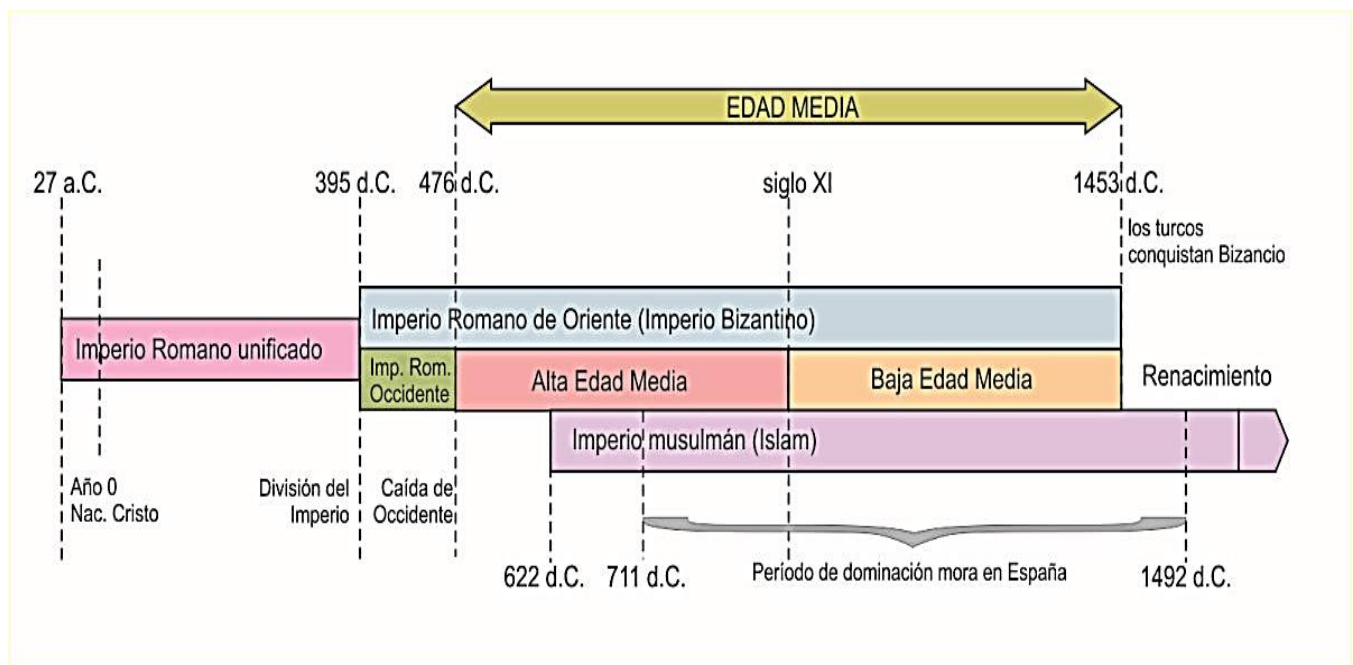 EDAD MEDIA
27 a.C.
395 d.C.
476 d.C.
siglo XI
1453 d.C.
los turcos
conquistan Bizancio
Imperio Romano de Oriente (Imperio Bizantino)
Imperio Romano unificado
Imp. Rom.
Occidente
Alta Edad Media
Baja Edad Media
Renacimiento
Imperio musulmán (Islam)
Año 0
Nac. Cristo
División del
Imperio
Caída de
Occidente
622 d.C.
711 d.C.
Período de dominación mora en España
1492 d.C.